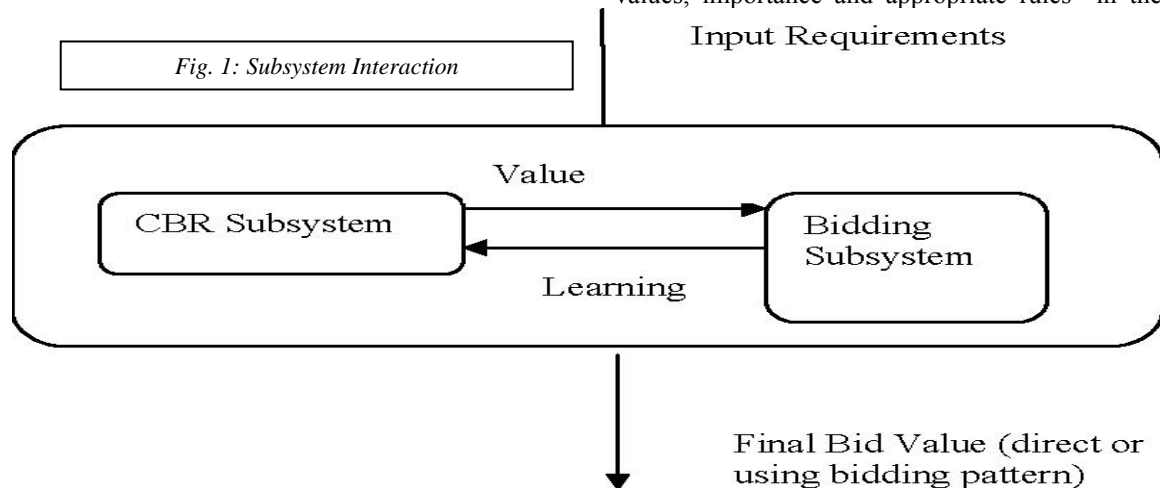 values, importance and appropriate rules in the
Input Requirements
Fig. 1: Subsystem Interaction
Value
CBR Subsystem
Bidding
Subsystem
Learning
Final Bid Value (direct or
using bidding pattern)